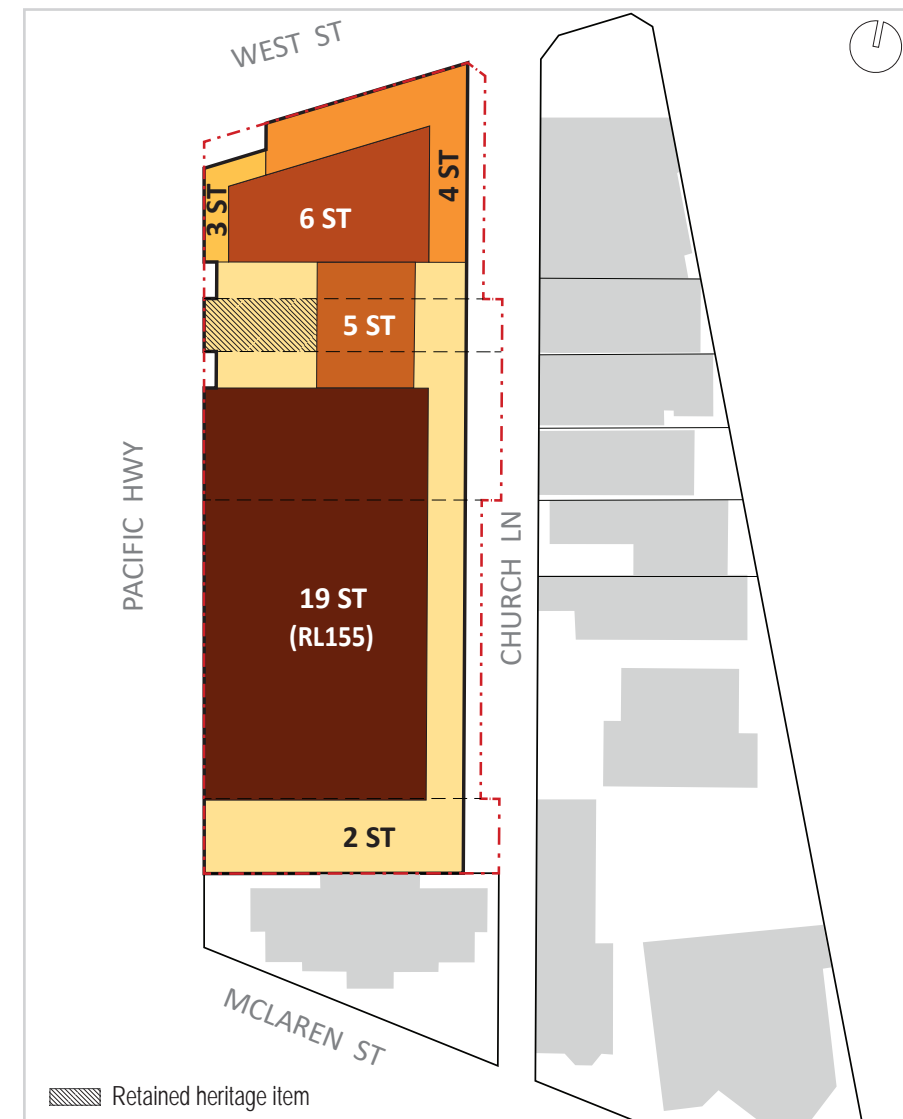 WEST ST
3 ST
4 ST
6 ST
5 ST
PACIFIC HWY
CHURCH LN
19 ST
(RL155)
2 ST
MCLAREN ST
Retained heritage item